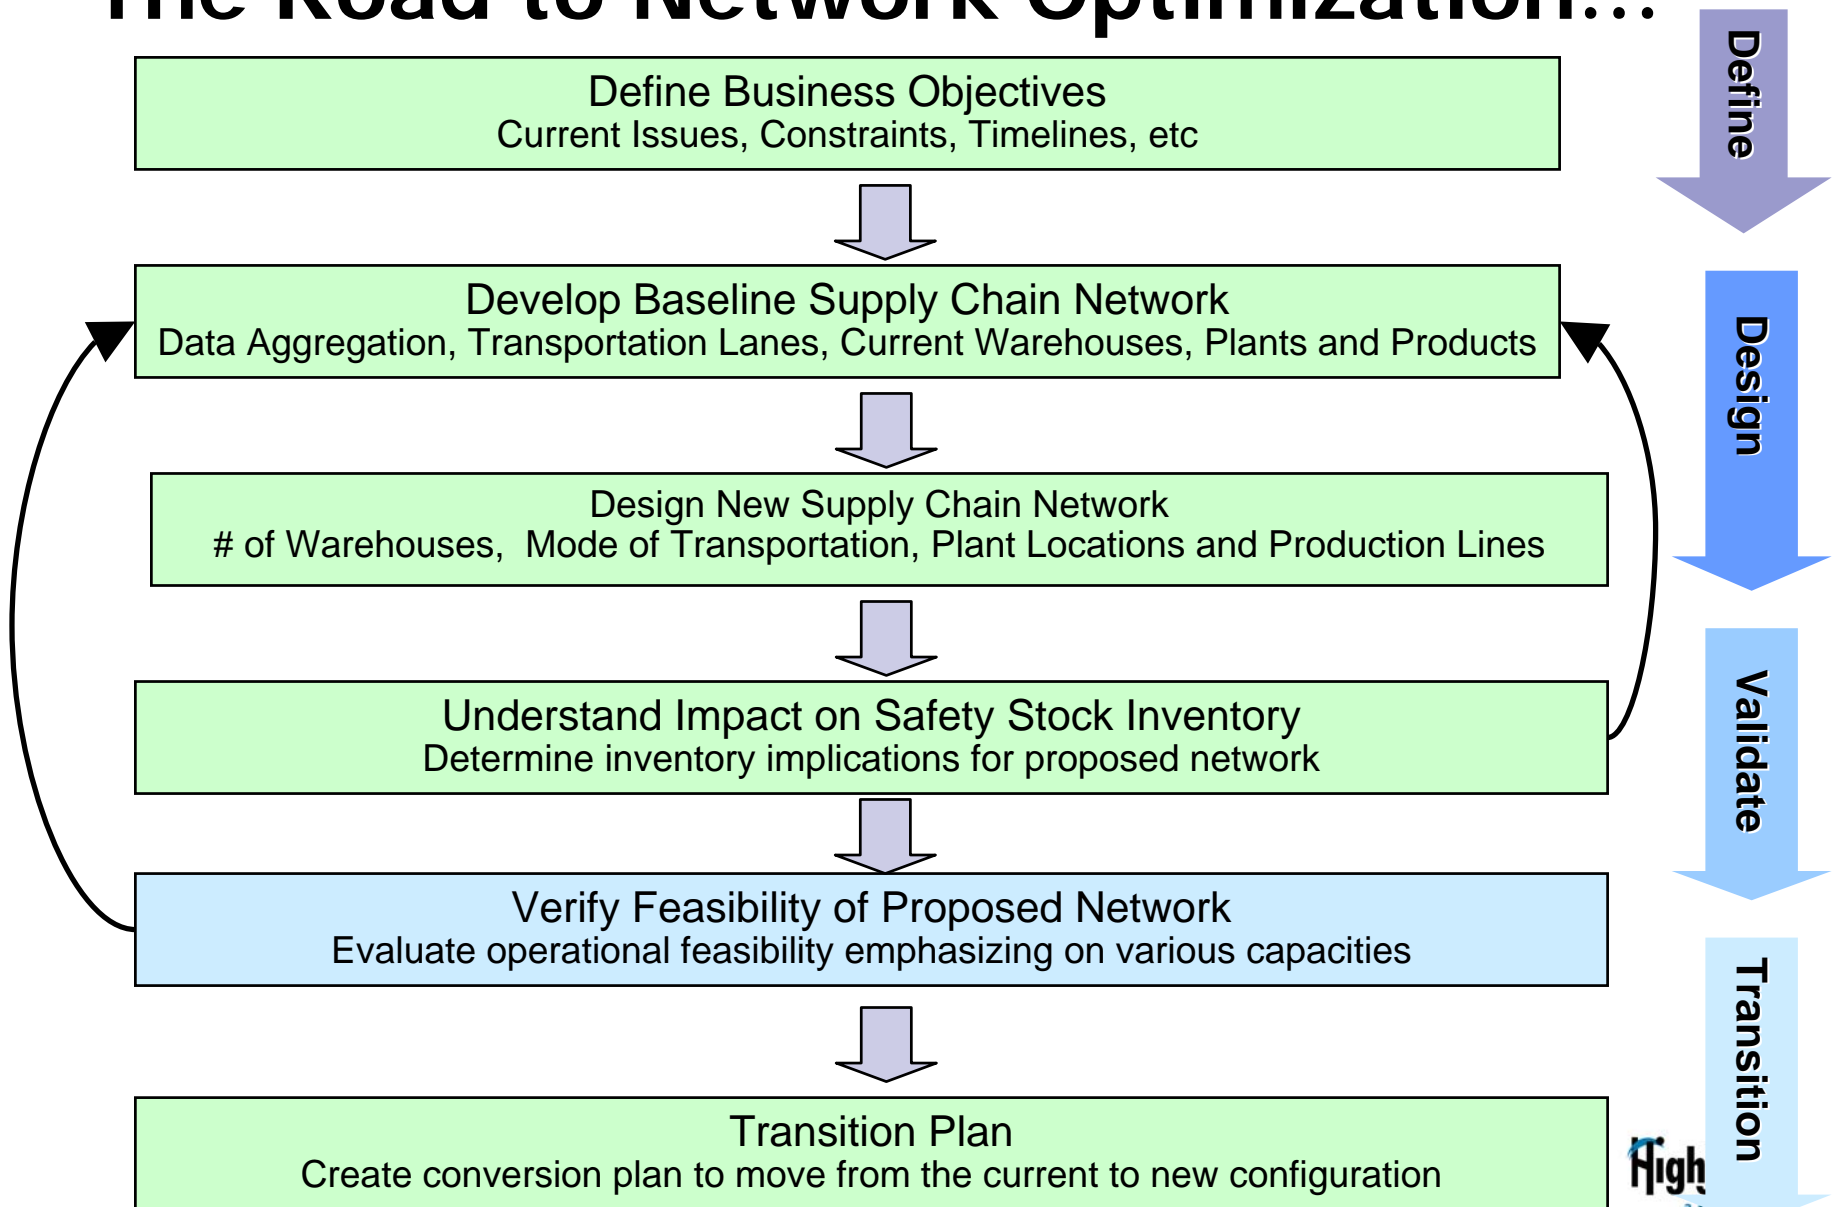 The Road to Network Optimization...
Define
Define Business Objectives
Current Issues, Constraints, Timelines, etc
Develop Baseline Supply Chain Network
Data Aggregation, Transportation Lanes, Current Warehouses, Plants and Products
Design
Design New Supply Chain Network
# of Warehouses, Mode of Transportation, Plant Locations and Production Lines
Understand Impact on Safety Stock Inventory
Determine inventory implications for proposed network
Validate
Verify Feasibility of Proposed Network
Evaluate operational feasibility emphasizing on various capacities
Transition
Transition Plan
Create conversion plan to move from the current to new configuration
High